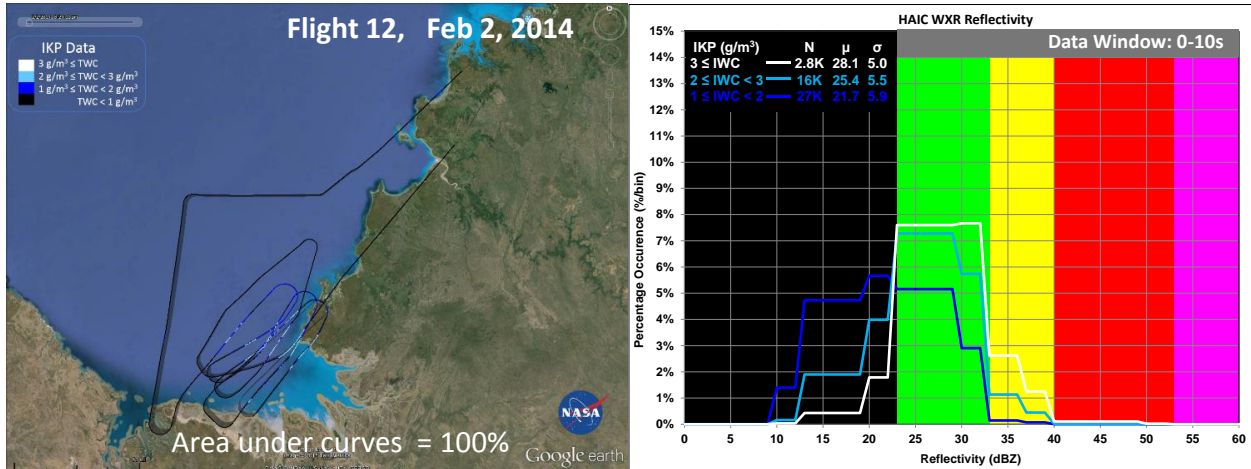 Flight 12, Feb 2, 2014
IKP Data
3 g/m³ ≤ TWC
2 g/m³ ≤ TWC < 3 g/m³
1 g/m³ ≤ TWC < 2 g/m³
TWC < 1 g/m³
NASA
Area under curves = 100%
Google earth
HAIC WXR Reflectivity
Data Window: 0-10s
IKP (g/m³) N μ σ
3 ≤ IWC 2.8K 28.1 5.0
2 ≤ IWC < 3 16K 25.4 5.5
1 ≤ IWC < 2 27K 21.7 5.9
Percentage Occurence (%/bin)
15%
14%
13%
12%
11%
10%
9%
8%
7%
6%
5%
4%
3%
2%
1%
0%
0 5 10 15 20 25 30 35 40 45 50 55 60
Reflectivity (dBZ)